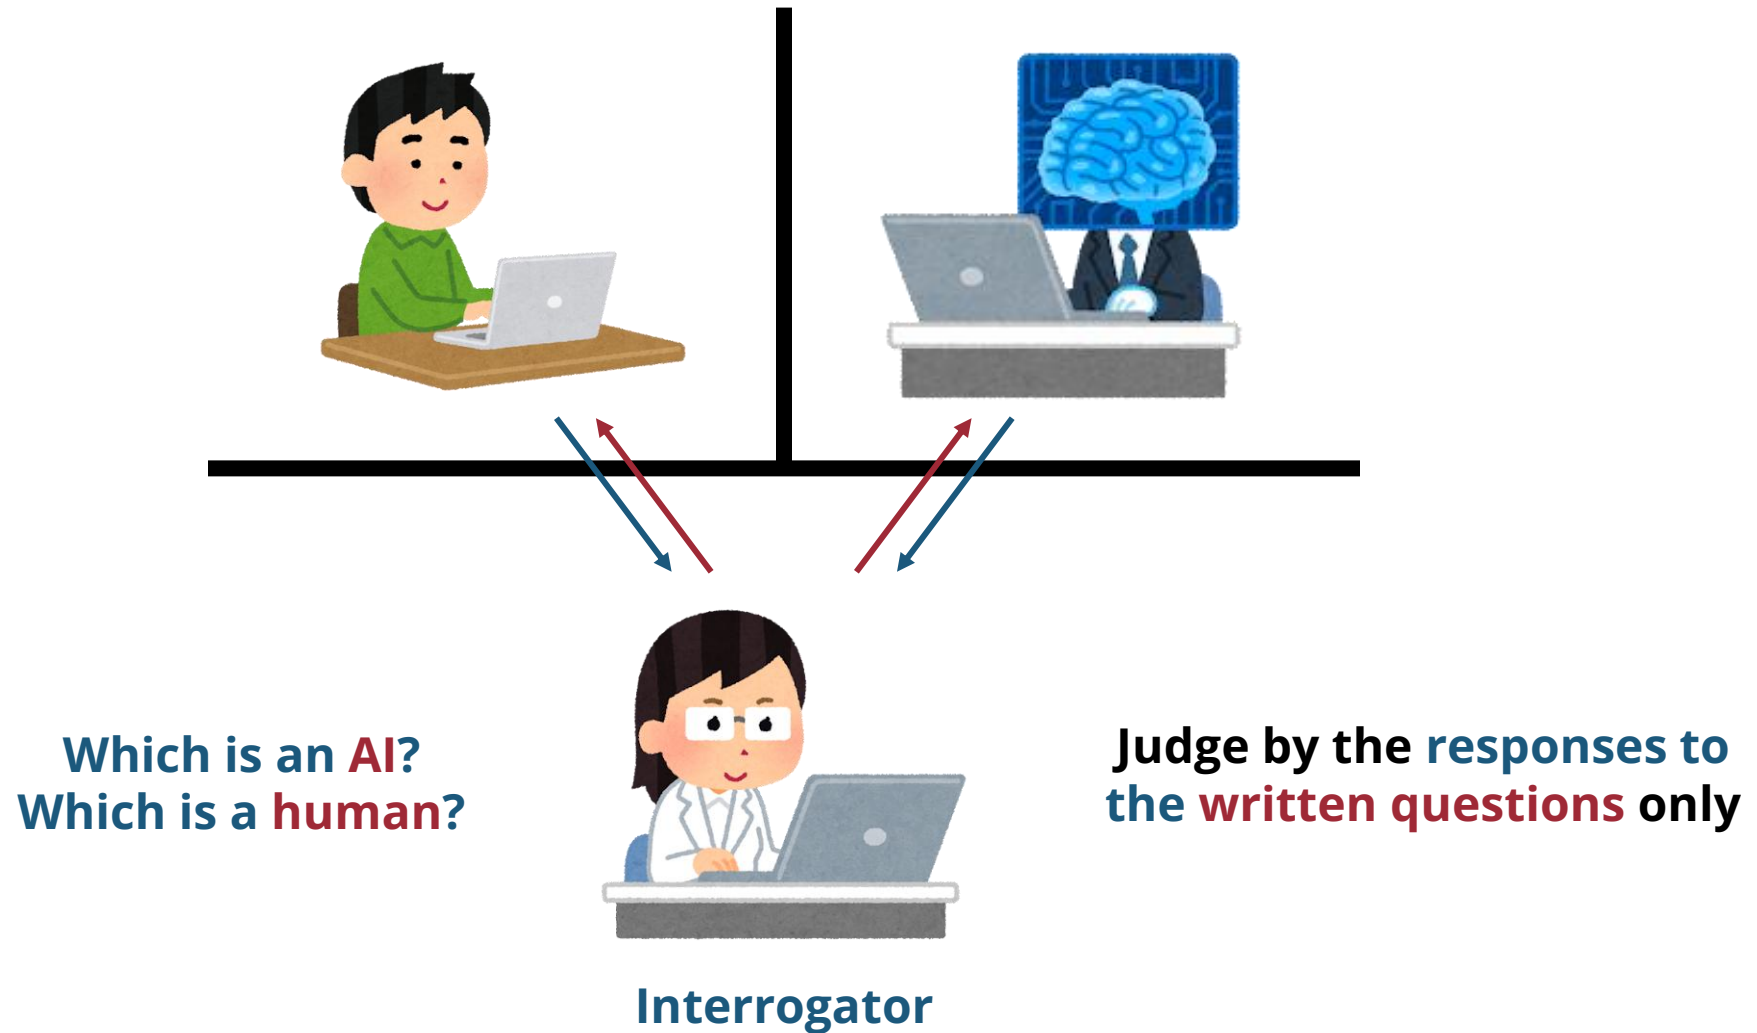 Which is an AI?
Which is a human?
Judge by the responses to
the written questions only
Interrogator